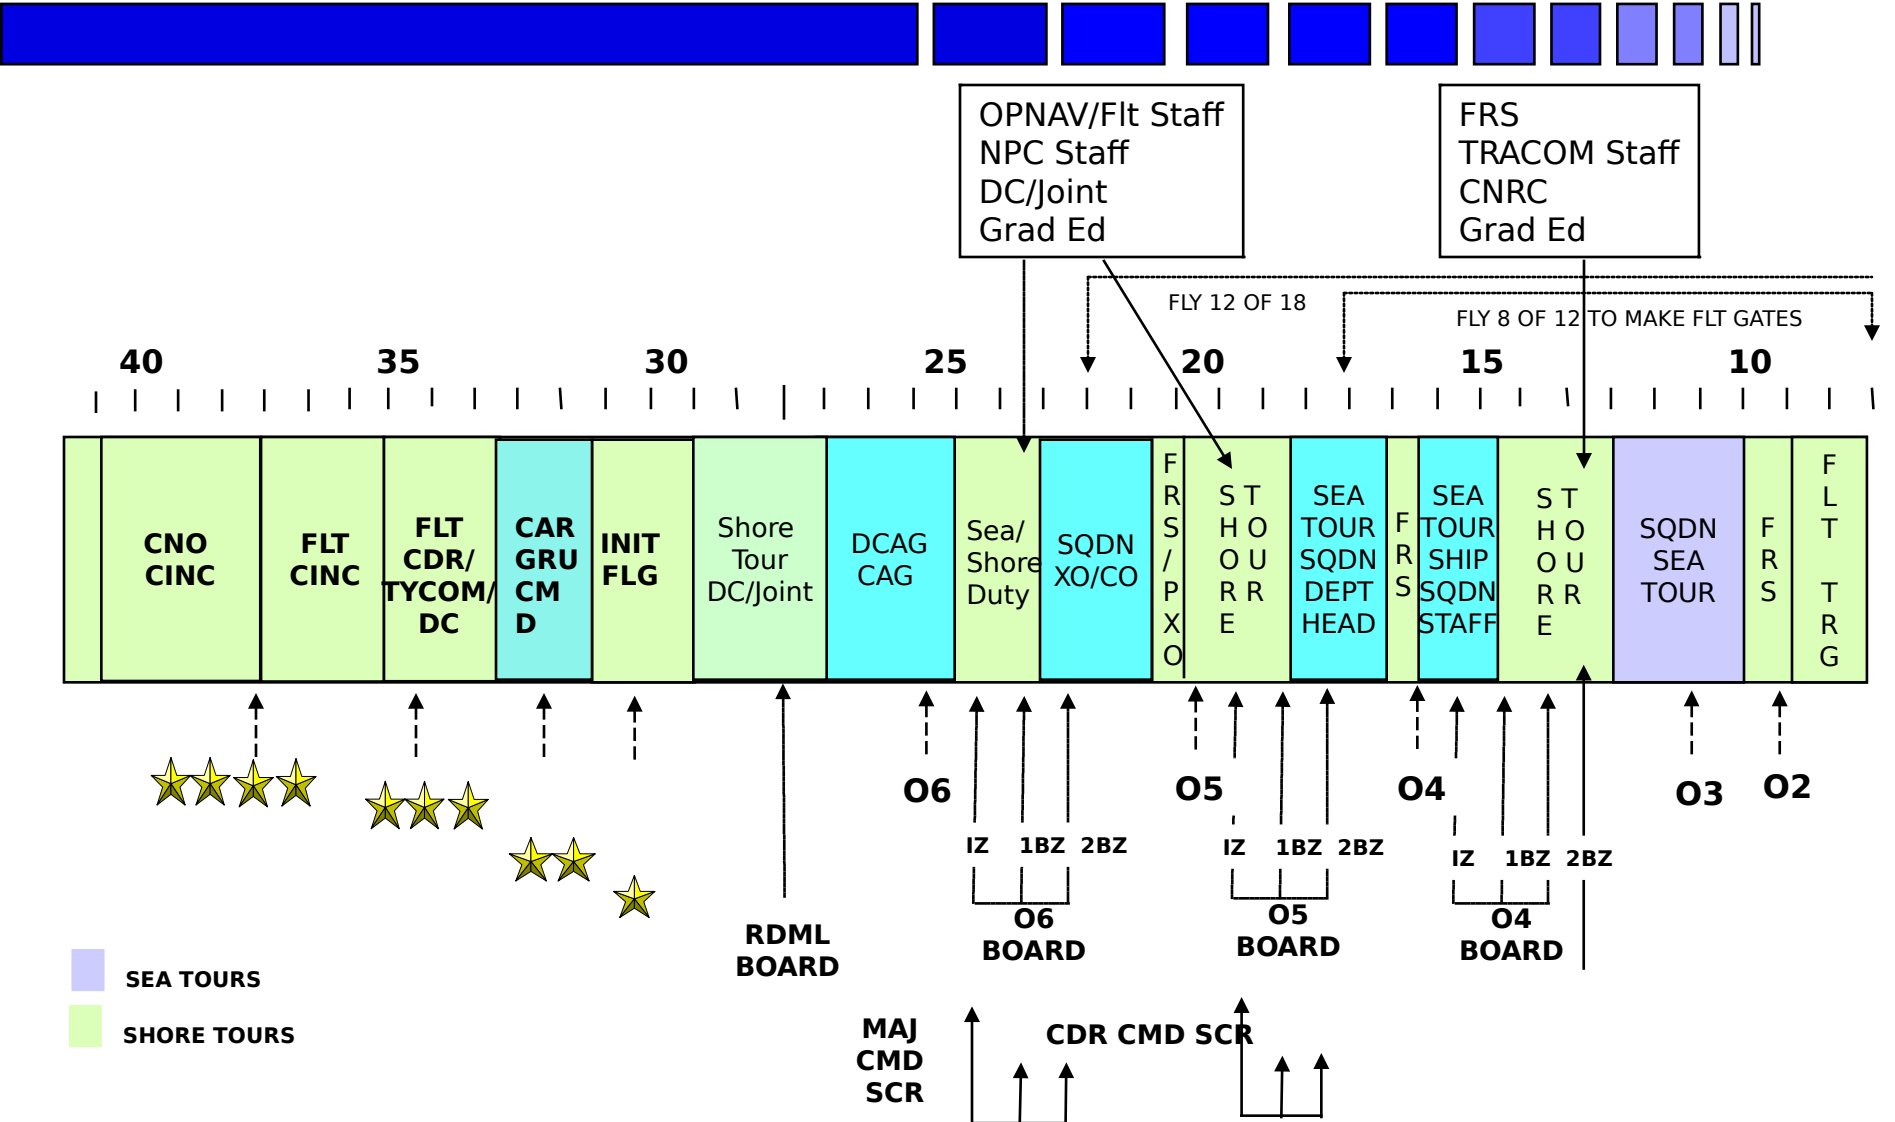 OPNAV/Flt Staff
NPC Staff
DC/Joint
Grad Ed
FRS
TRACOM Staff
CNRC
Grad Ed
FLY 12 OF 18
FLY 8 OF 12 TO MAKE FLT GATES
40 35 30 25 20 15 10
CNO
CINC
FLT
CINC
FLT
CDR/
TYCOM/
DC
CAR
GRU
CM
D
INIT
FLG
Shore
Tour
DC/Joint
DCAG
CAG
Sea/
Shore
Duty
SQDN
XO/CO
FRS/PXO
SHORE TOUR
SEA
TOUR
SQDN
DEPT
HEAD
FRS
SEA
TOUR
SHIP
SQDN
STAFF
SHORE TOUR
SQDN
SEA
TOUR
FRS
FLT TRG
O6 O5 O4 O3 O2
IZ 1BZ 2BZ
O6
BOARD
IZ 1BZ 2BZ
O5
BOARD
IZ 1BZ 2BZ
O4
BOARD
RDML
BOARD
SEA TOURS
SHORE TOURS
MAJ
CMD
SCR
CDR CMD SCR